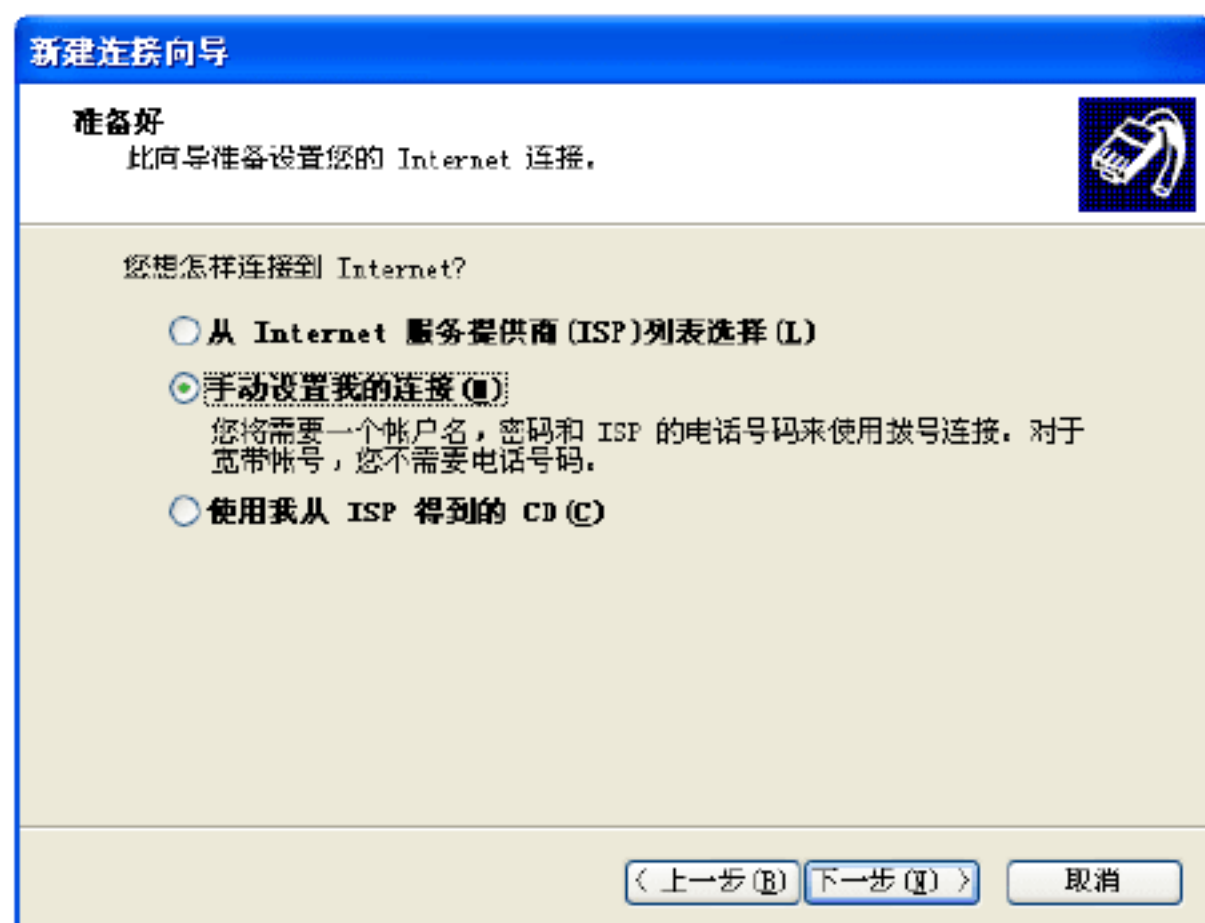 新建连接向导
准备好
此向导准备设置您的 Internet 连接。
您想怎样连接到 Internet?
从 Internet 服务提供商(ISP)列表选择(L)
手动设置我的连接(M)
您将需要一个帐户名，密码和 ISP 的电话号码来使用拨号连接。对于
宽带帐号，您不需要电话号码。
使用我从 ISP 得到的 CD(C)
< 上一步(B)
下一步(N) >
取消